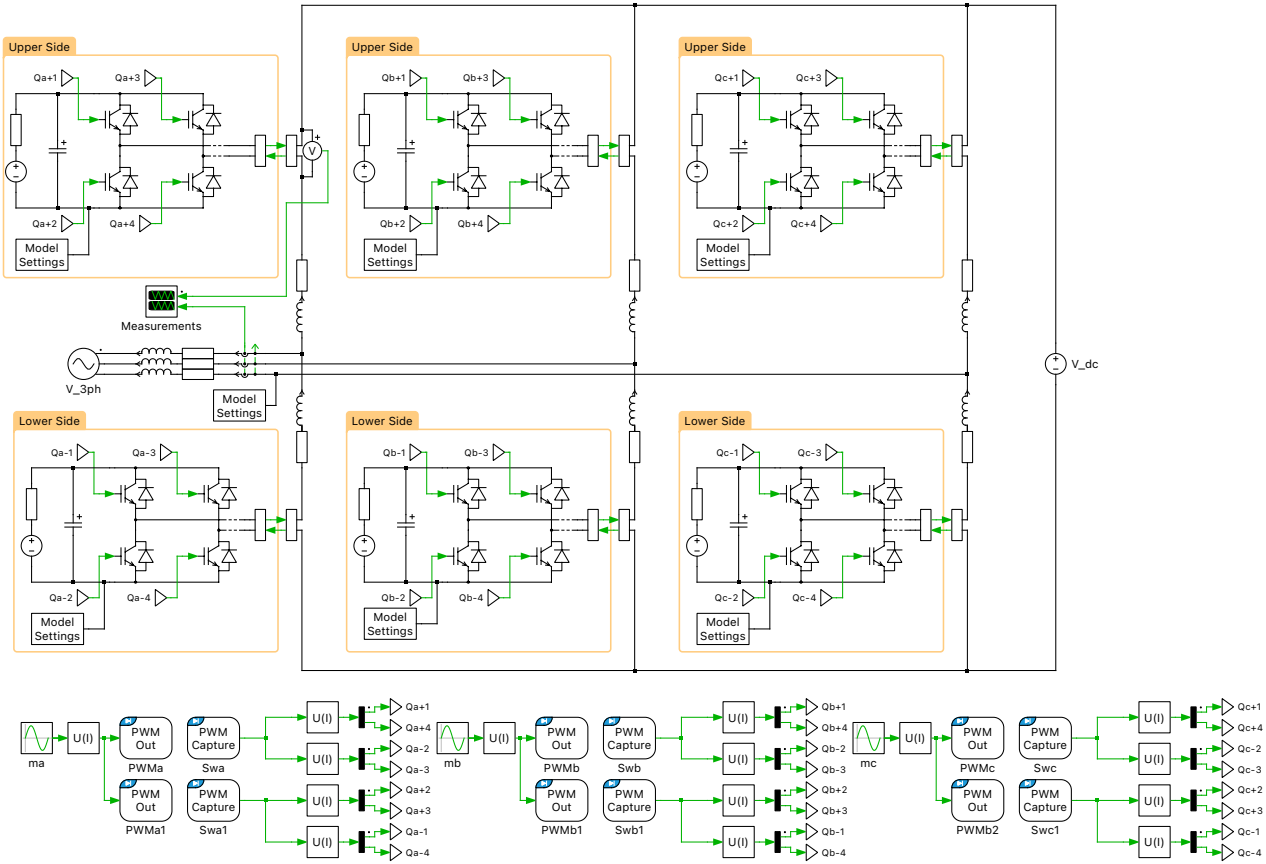 Upper Side
Upper Side
Upper Side
Qa+1
Qa+3
Qb+1
Qb+3
Qc+1
Qc+3
V
Qa+2
Qa+4
Qb+2
Qb+4
Qc+2
Qc+4
Model
Settings
Model
Settings
Model
Settings
Measurements
V_3ph
V_dc
Model
Settings
Lower Side
Lower Side
Lower Side
Qa-1
Qa-3
Qb-1
Qb-3
Qc-1
Qc-3
Qa-2
Qa-4
Qb-2
Qb-4
Qc-2
Qc-4
Model
Settings
Model
Settings
Model
Settings
ma
U(I)
PWM
Out
PWMa
PWM
Capture
Swa
PWM
Out
PWMa1
PWM
Capture
Swa1
U(I)
U(I)
U(I)
U(I)
Qa+1
Qa+4
Qa-2
Qa-3
Qa+2
Qa+3
Qa-1
Qa-4
mb
U(I)
PWM
Out
PWMb
PWM
Capture
Swb
PWM
Out
PWMb1
PWM
Capture
Swb1
U(I)
U(I)
U(I)
U(I)
Qb+1
Qb+4
Qb-2
Qb-3
Qb+2
Qb+3
Qb-1
Qb-4
mc
U(I)
PWM
Out
PWMc
PWM
Capture
Swc
PWM
Out
PWMb2
PWM
Capture
Swc1
U(I)
U(I)
U(I)
U(I)
Qc+1
Qc+4
Qc-2
Qc-3
Qc+2
Qc+3
Qc-1
Qc-4